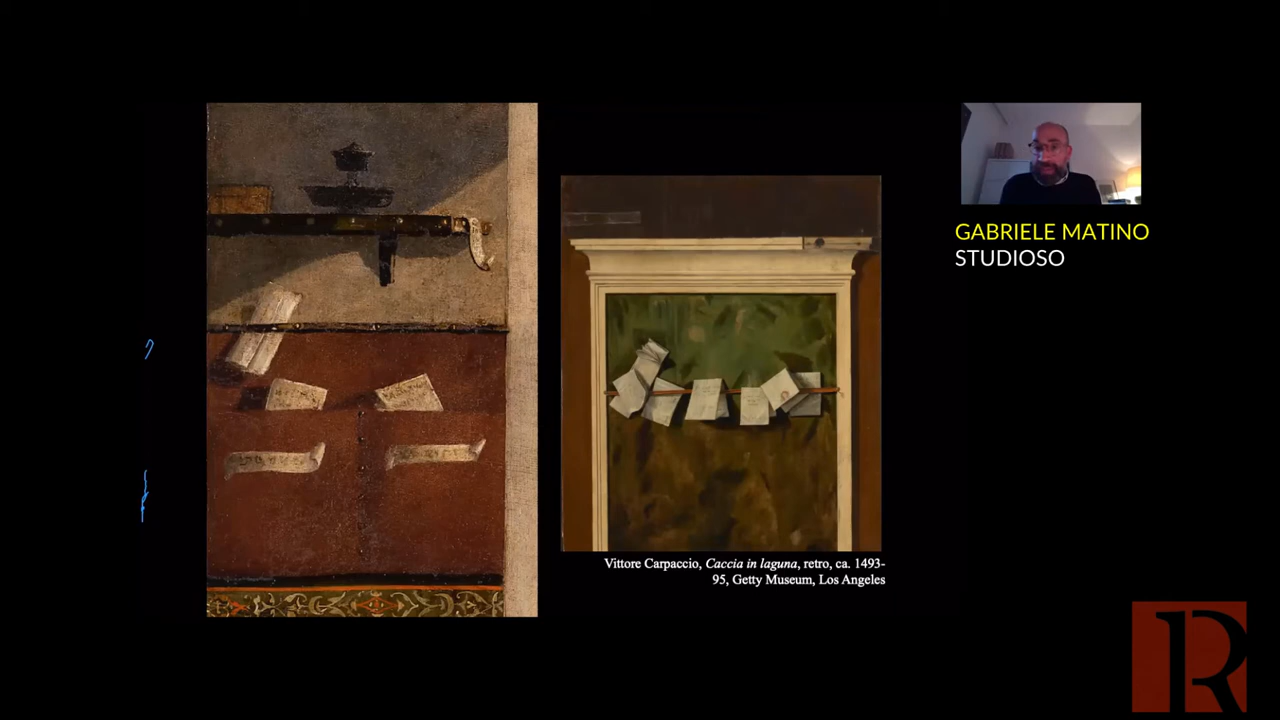 GABRIELE MATINO
STUDIOSO
Vittore Carpaccio, Caccia in laguna, retro, ca. 1493-
95, Getty Museum, Los Angeles
R